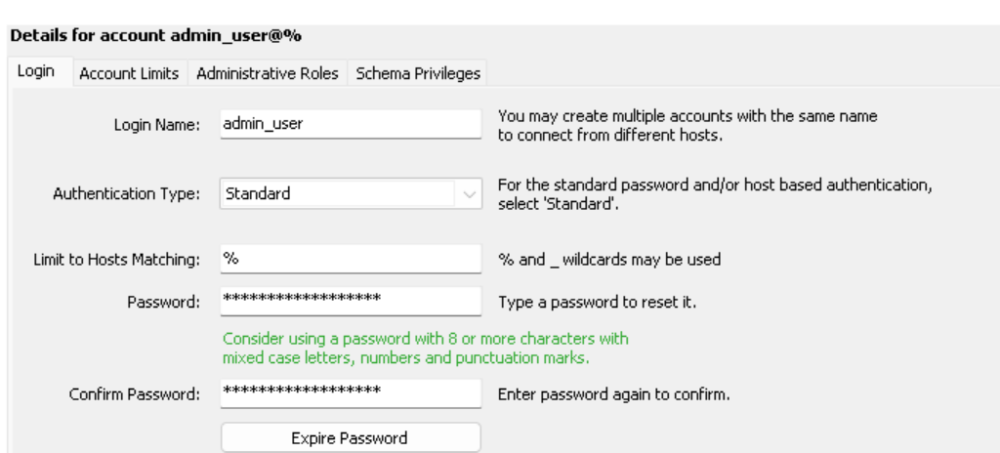 Details for account admin_user@%
Login Account Limits Administrative Roles Schema Privileges
Login Name: admin_user You may create multiple accounts with the same name
to connect from different hosts.
Authentication Type: Standard For the standard password and/or host based authentication,
select 'Standard'.
Limit to Hosts Matching: % % and _ wildcards may be used
Password: ****************** Type a password to reset it.
Consider using a password with 8 or more characters with
mixed case letters, numbers and punctuation marks.
Confirm Password: ****************** Enter password again to confirm.
Expire Password